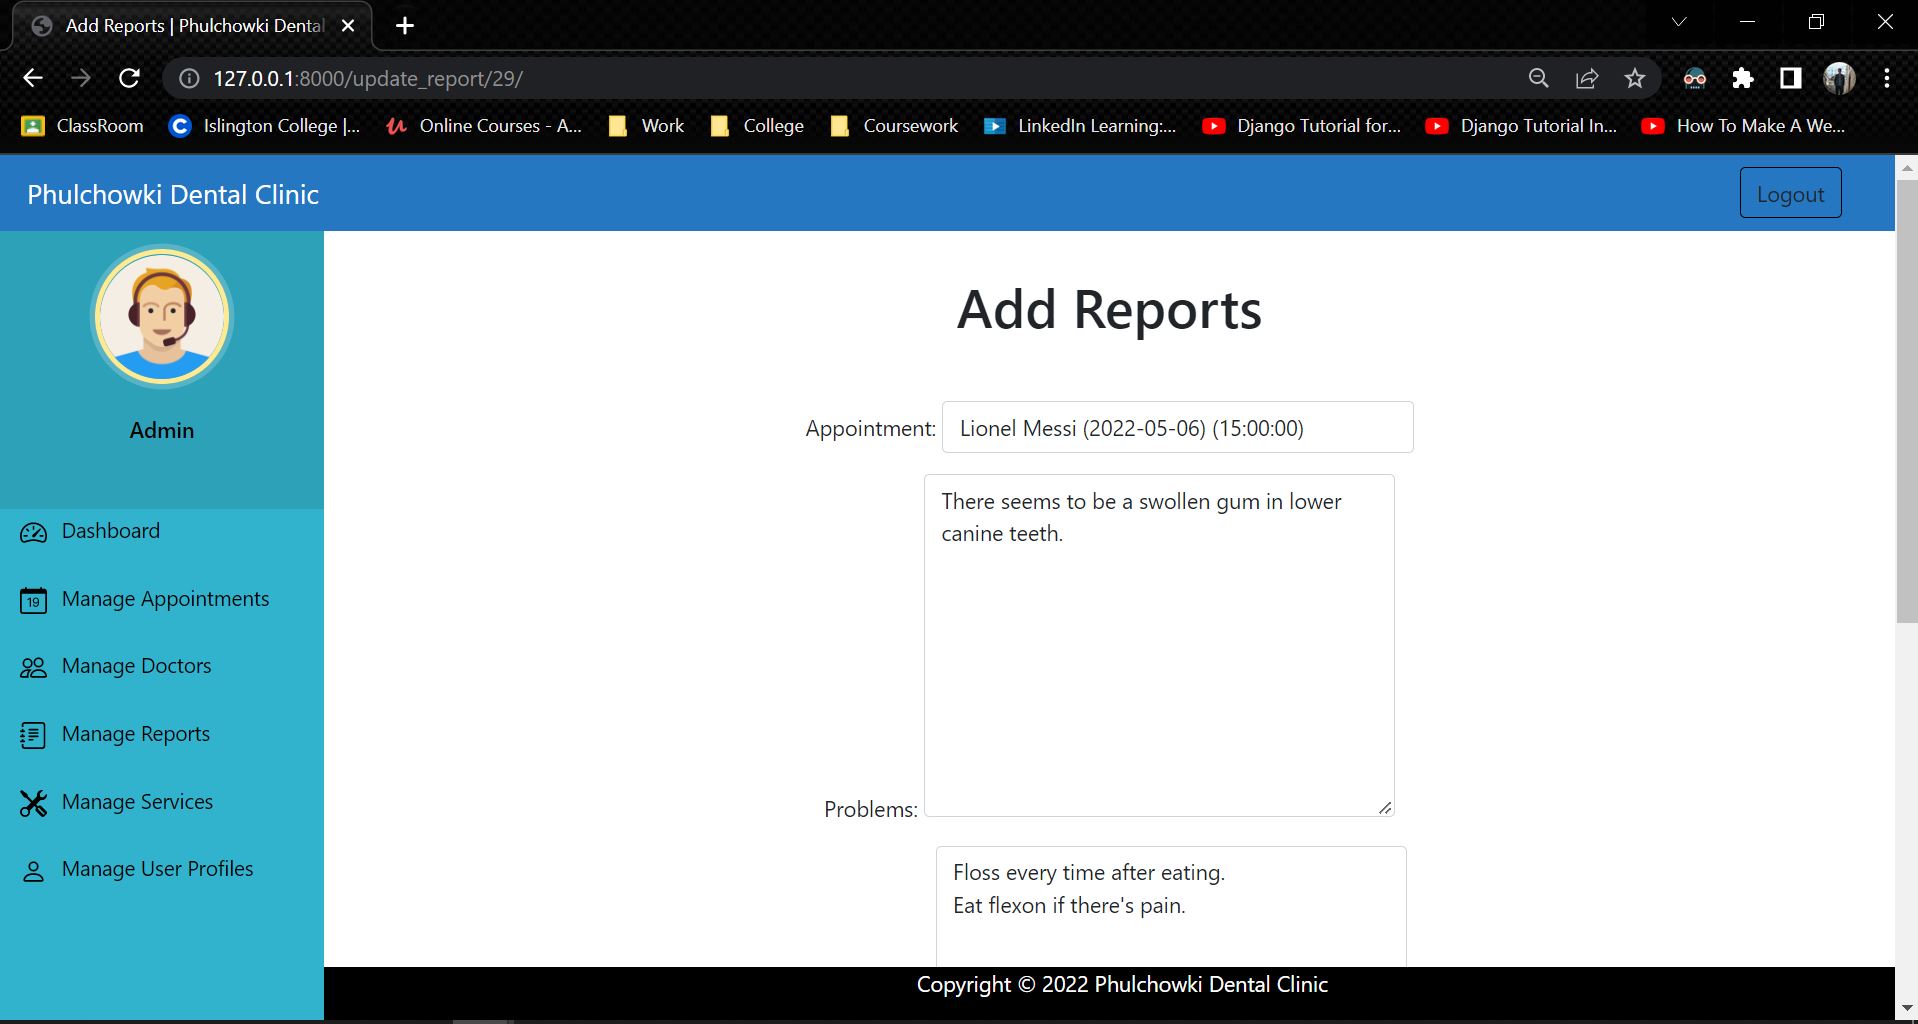 Add Reports | Phulchowki Dental
127.0.0.1:8000/update_report/29/
ClassRoom
Islington College |...
Online Courses - A...
Work
College
Coursework
LinkedIn Learning:...
Django Tutorial for...
Django Tutorial In...
How To Make A We...
Phulchowki Dental Clinic
Logout
Admin
Dashboard
19
Manage Appointments
Manage Doctors
Manage Reports
Manage Services
Manage User Profiles
Add Reports
Appointment: Lionel Messi (2022-05-06) (15:00:00)
There seems to be a swollen gum in lower
canine teeth.
Problems:
Floss every time after eating.
Eat flexon if there's pain.
Copyright © 2022 Phulchowki Dental Clinic